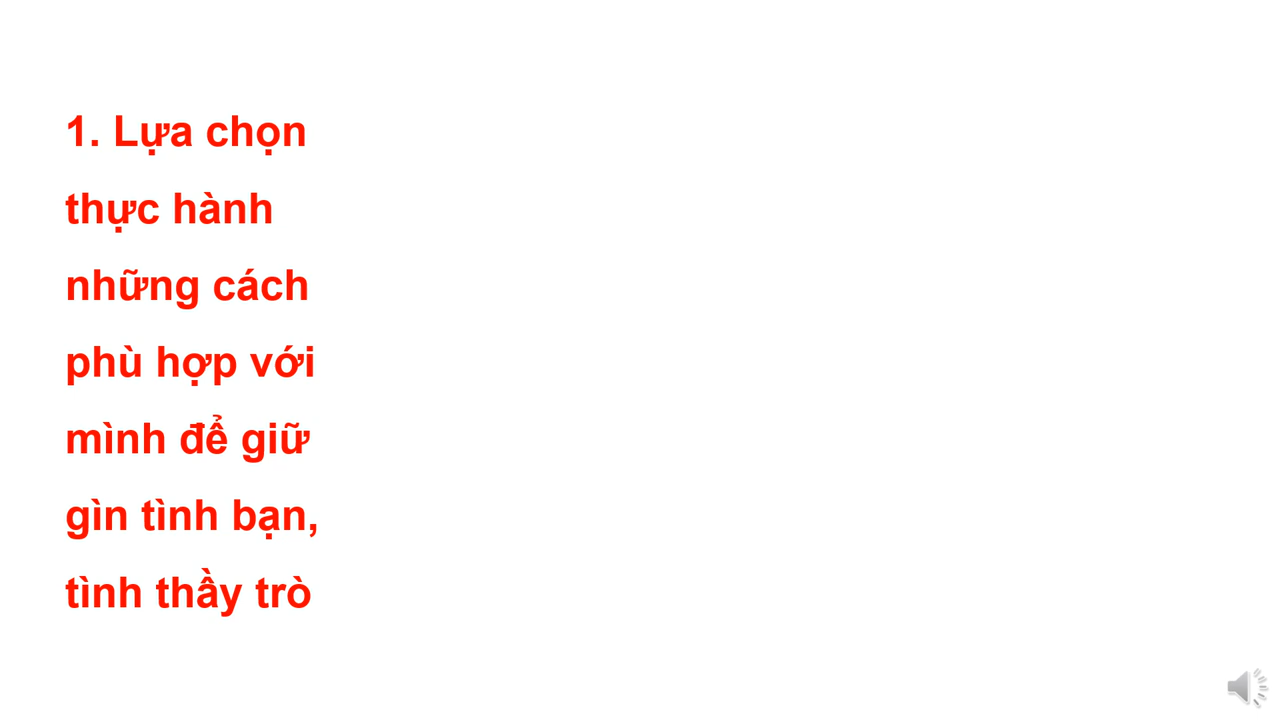 1. Lựa chọn
thực hành
những cách
phù hợp với
mình để giữ
gìn tình bạn,
tình thầy trò